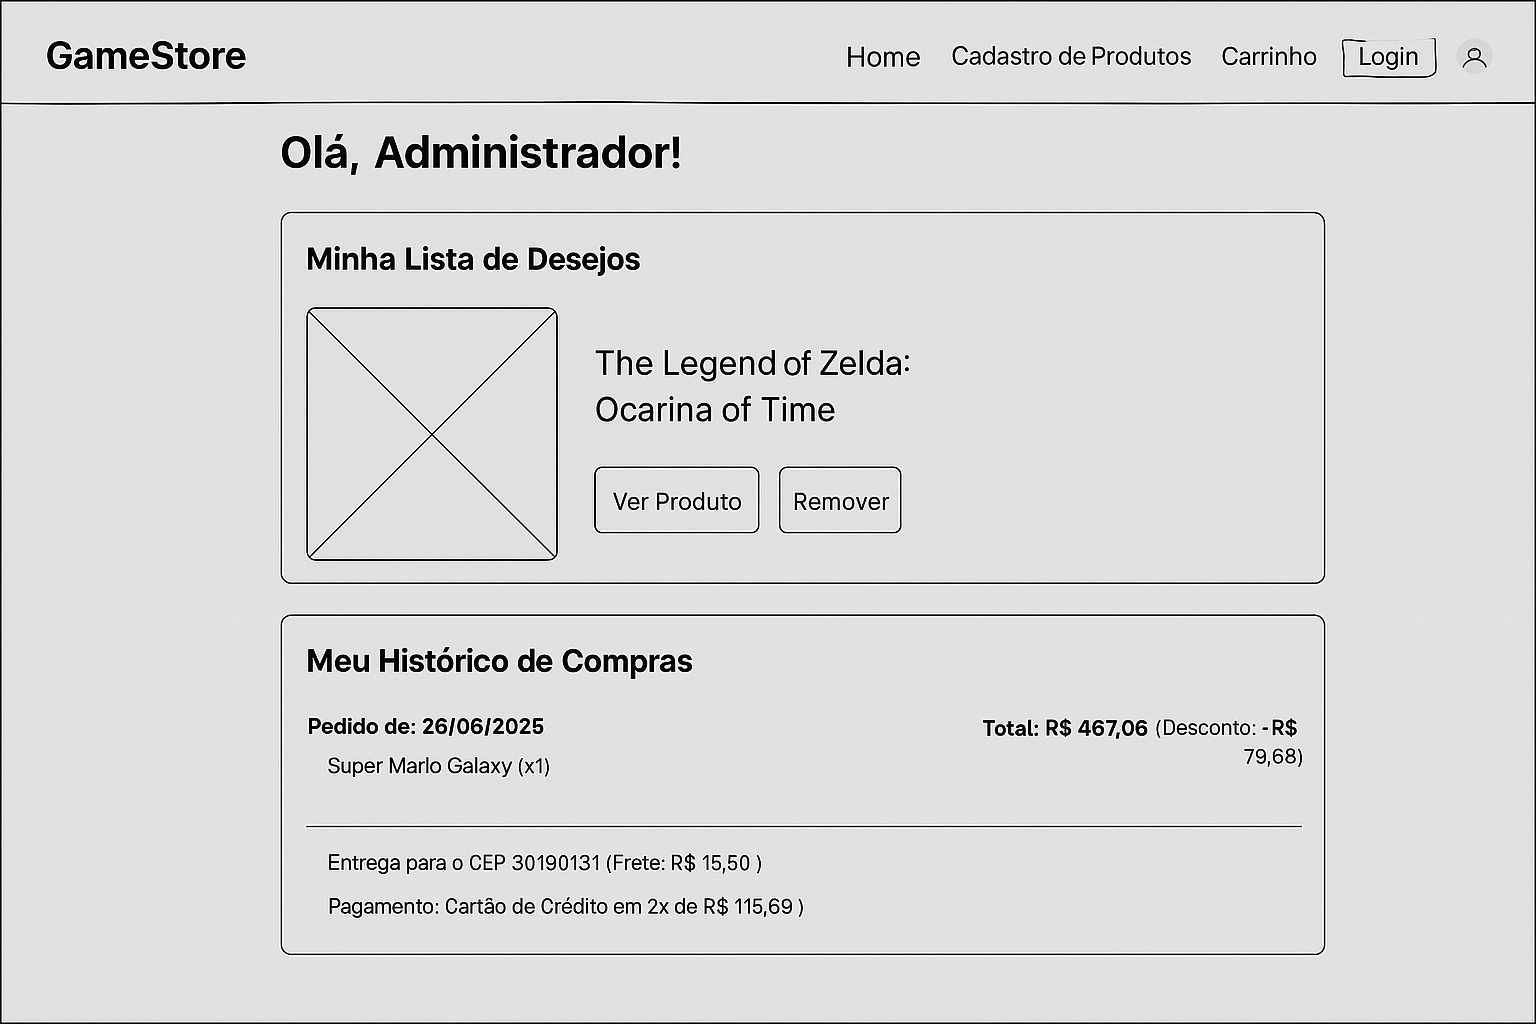 GameStore
Home Cadastro de Produtos Carrinho Login
Olá, Administrador!
Minha Lista de Desejos
The Legend of Zelda:
Ocarina of Time
Ver Produto Remover
Meu Histórico de Compras
Pedido de: 26/06/2025
Total: R$ 467,06 (Desconto: -R$
79,68)
Super Marlo Galaxy (x1)
Entrega para o CEP 30190131 (Frete: R$ 15,50 )
Pagamento: Cartão de Crédito em 2x de R$ 115,69 )